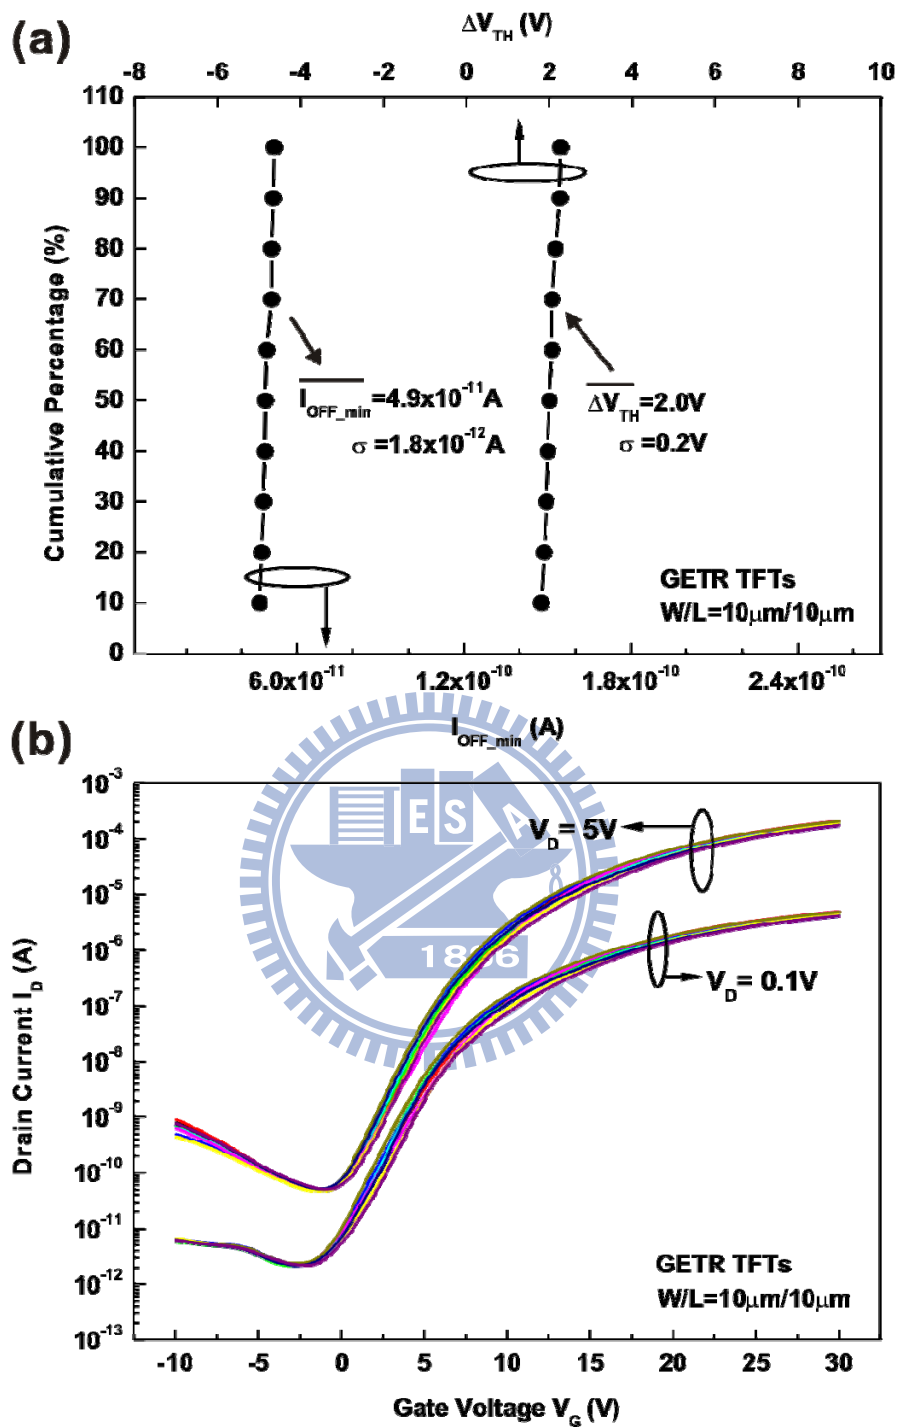 (a)
ΔV_TH (V)
-8 -6 -4 -2 0 2 4 6 8 10
110
100
90
80
70
60
50
40
30
20
10
0
Cumulative Percentage (%)
I_OFF_min=4.9x10^-11A
σ =1.8x10^-12A
ΔV_TH=2.0V
σ =0.2V
GETR TFTs
W/L=10μm/10μm
6.0x10^-11 1.2x10^-10 1.8x10^-10 2.4x10^-10
I_OFF_min (A)
(b)
10^-3
10^-4
10^-5
10^-6
10^-7
10^-8
10^-9
10^-10
10^-11
10^-12
10^-13
Drain Current I_D (A)
ES
A
1896
V_D= 5V
V_D= 0.1V
GETR TFTs
W/L=10μm/10μm
-10 -5 0 5 10 15 20 25 30
Gate Voltage V_G (V)